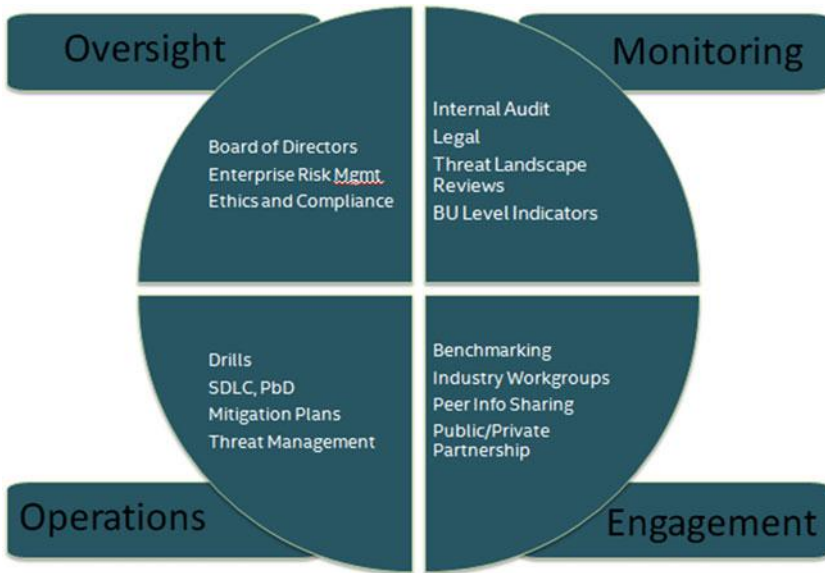 Oversight
Monitoring
Board of Directors
Enterprise Risk Mgmt
Ethics and Compliance
Internal Audit
Legal
Threat Landscape
Reviews
BU Level Indicators
Drills
SDLC, PbD
Mitigation Plans
Threat Management
Benchmarking
Industry Workgroups
Peer Info Sharing
Public/Private
Partnership
Operations
Engagement